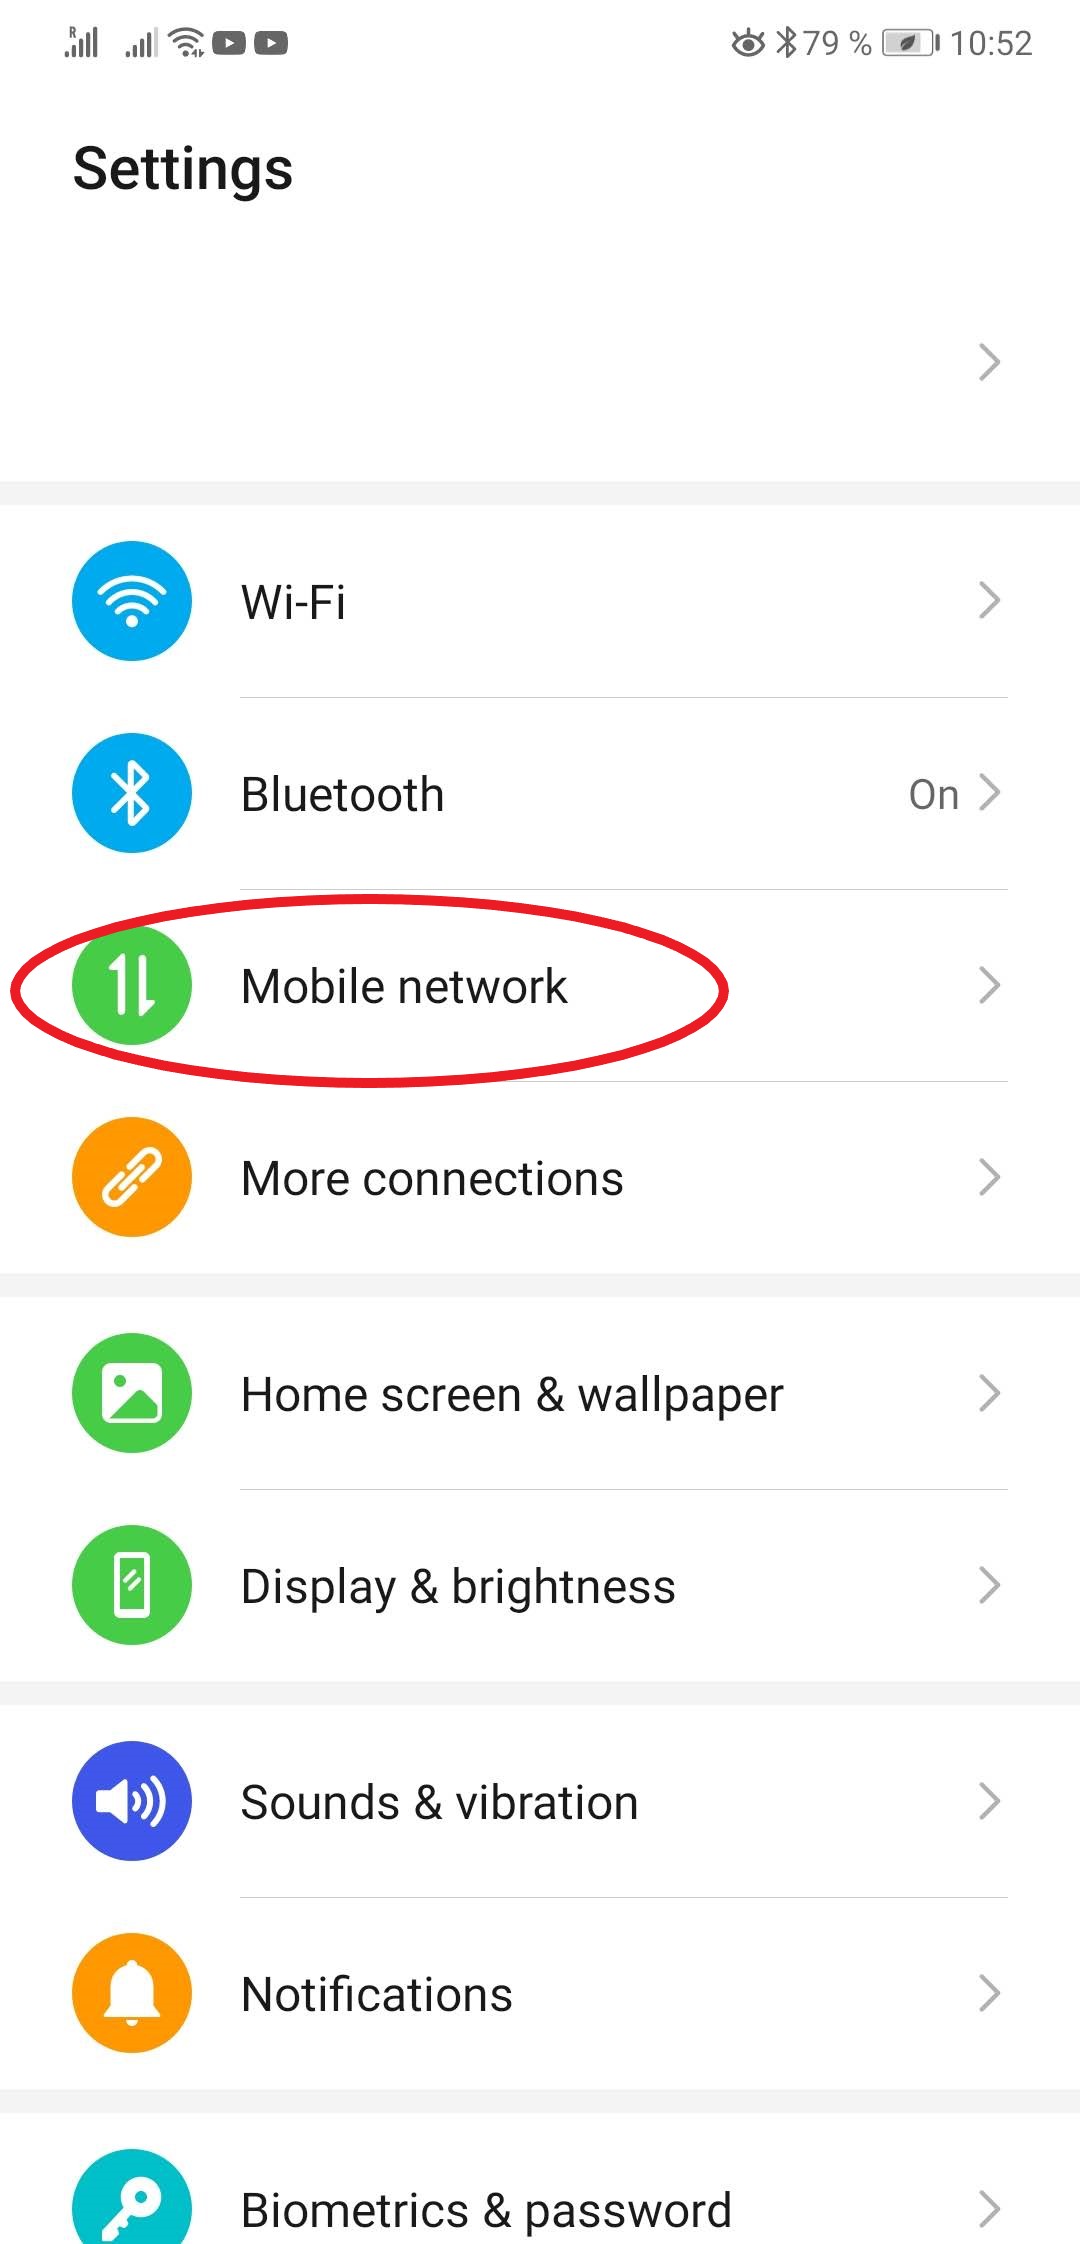 R 79 % 10:52
Settings
Wi-Fi
Bluetooth On
Mobile network
More connections
Home screen & wallpaper
Display & brightness
Sounds & vibration
Notifications
Biometrics & password